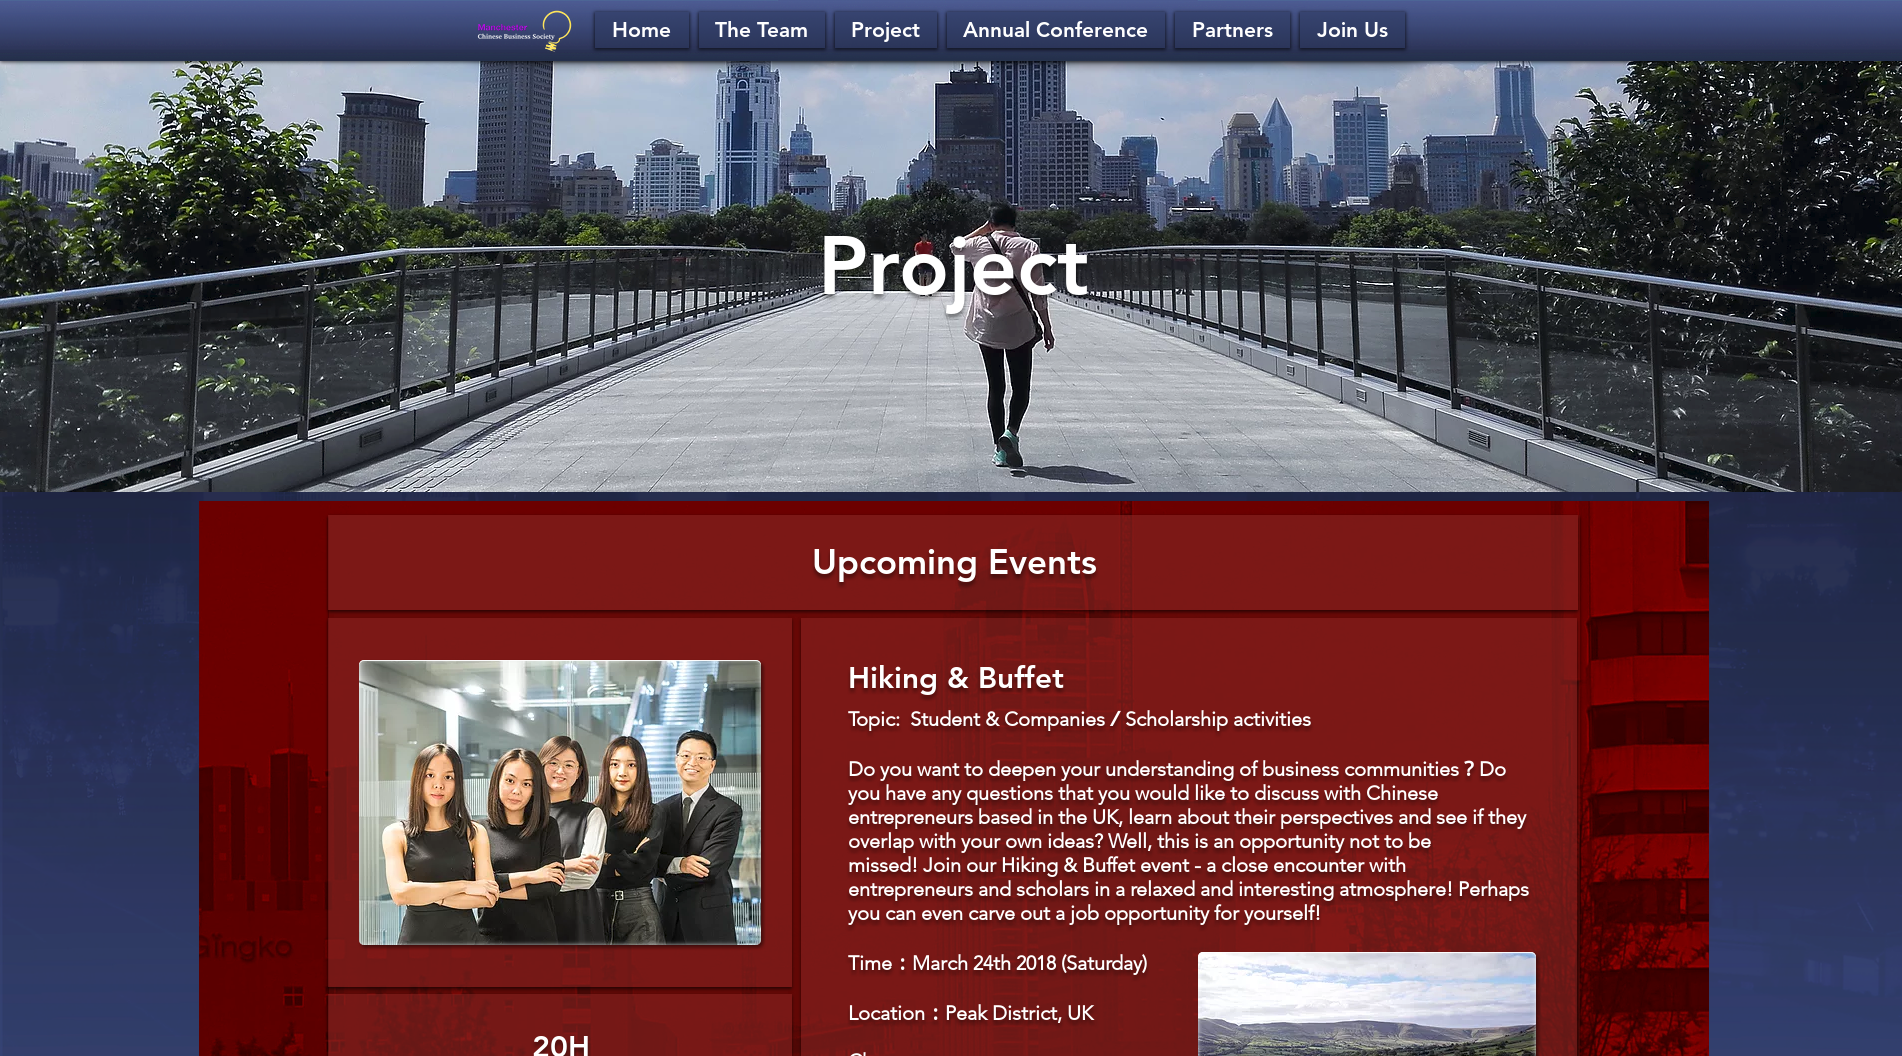 Manchester
Chinese Business Society
Home
The Team
Project
Annual Conference
Partners
Join Us
Project
Upcoming Events
Hiking & Buffet
Topic:  Student & Companies / Scholarship activities
Do you want to deepen your understanding of business communities？Do
you have any questions that you would like to discuss with Chinese
entrepreneurs based in the UK, learn about their perspectives and see if they
overlap with your own ideas? Well, this is an opportunity not to be
missed! Join our Hiking & Buffet event - a close encounter with
entrepreneurs and scholars in a relaxed and interesting atmosphere! Perhaps
you can even carve out a job opportunity for yourself!
Time：March 24th 2018 (Saturday)
Location：Peak District, UK
20H